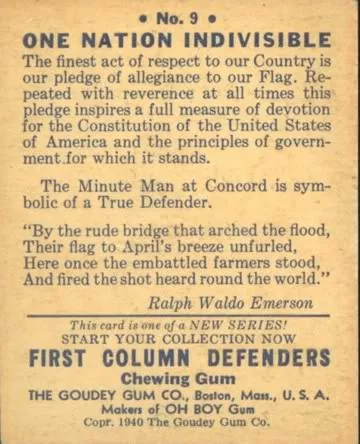 • No. 9 •
ONE NATION INDIVISIBLE
The finest act of respect to our Country is
our pledge of allegiance to our Flag. Re-
peated with reverence at all times this
pledge inspires a full measure of devotion
for the Constitution of the United States
of America and the principles of govern-
ment for which it stands.
The Minute Man at Concord is sym-
bolic of a True Defender.
"By the rude bridge that arched the flood,
Their flag to April's breeze unfurled,
Here once the embattled farmers stood,
And fired the shot heard round the world."
Ralph Waldo Emerson
This card is one of a NEW SERIES!
START YOUR COLLECTION NOW
FIRST COLUMN DEFENDERS
Chewing Gum
THE GOUDEY GUM CO., Boston, Mass., U. S. A.
Makers of OH BOY Gum
Copr. 1940 The Goudey Gum Co.